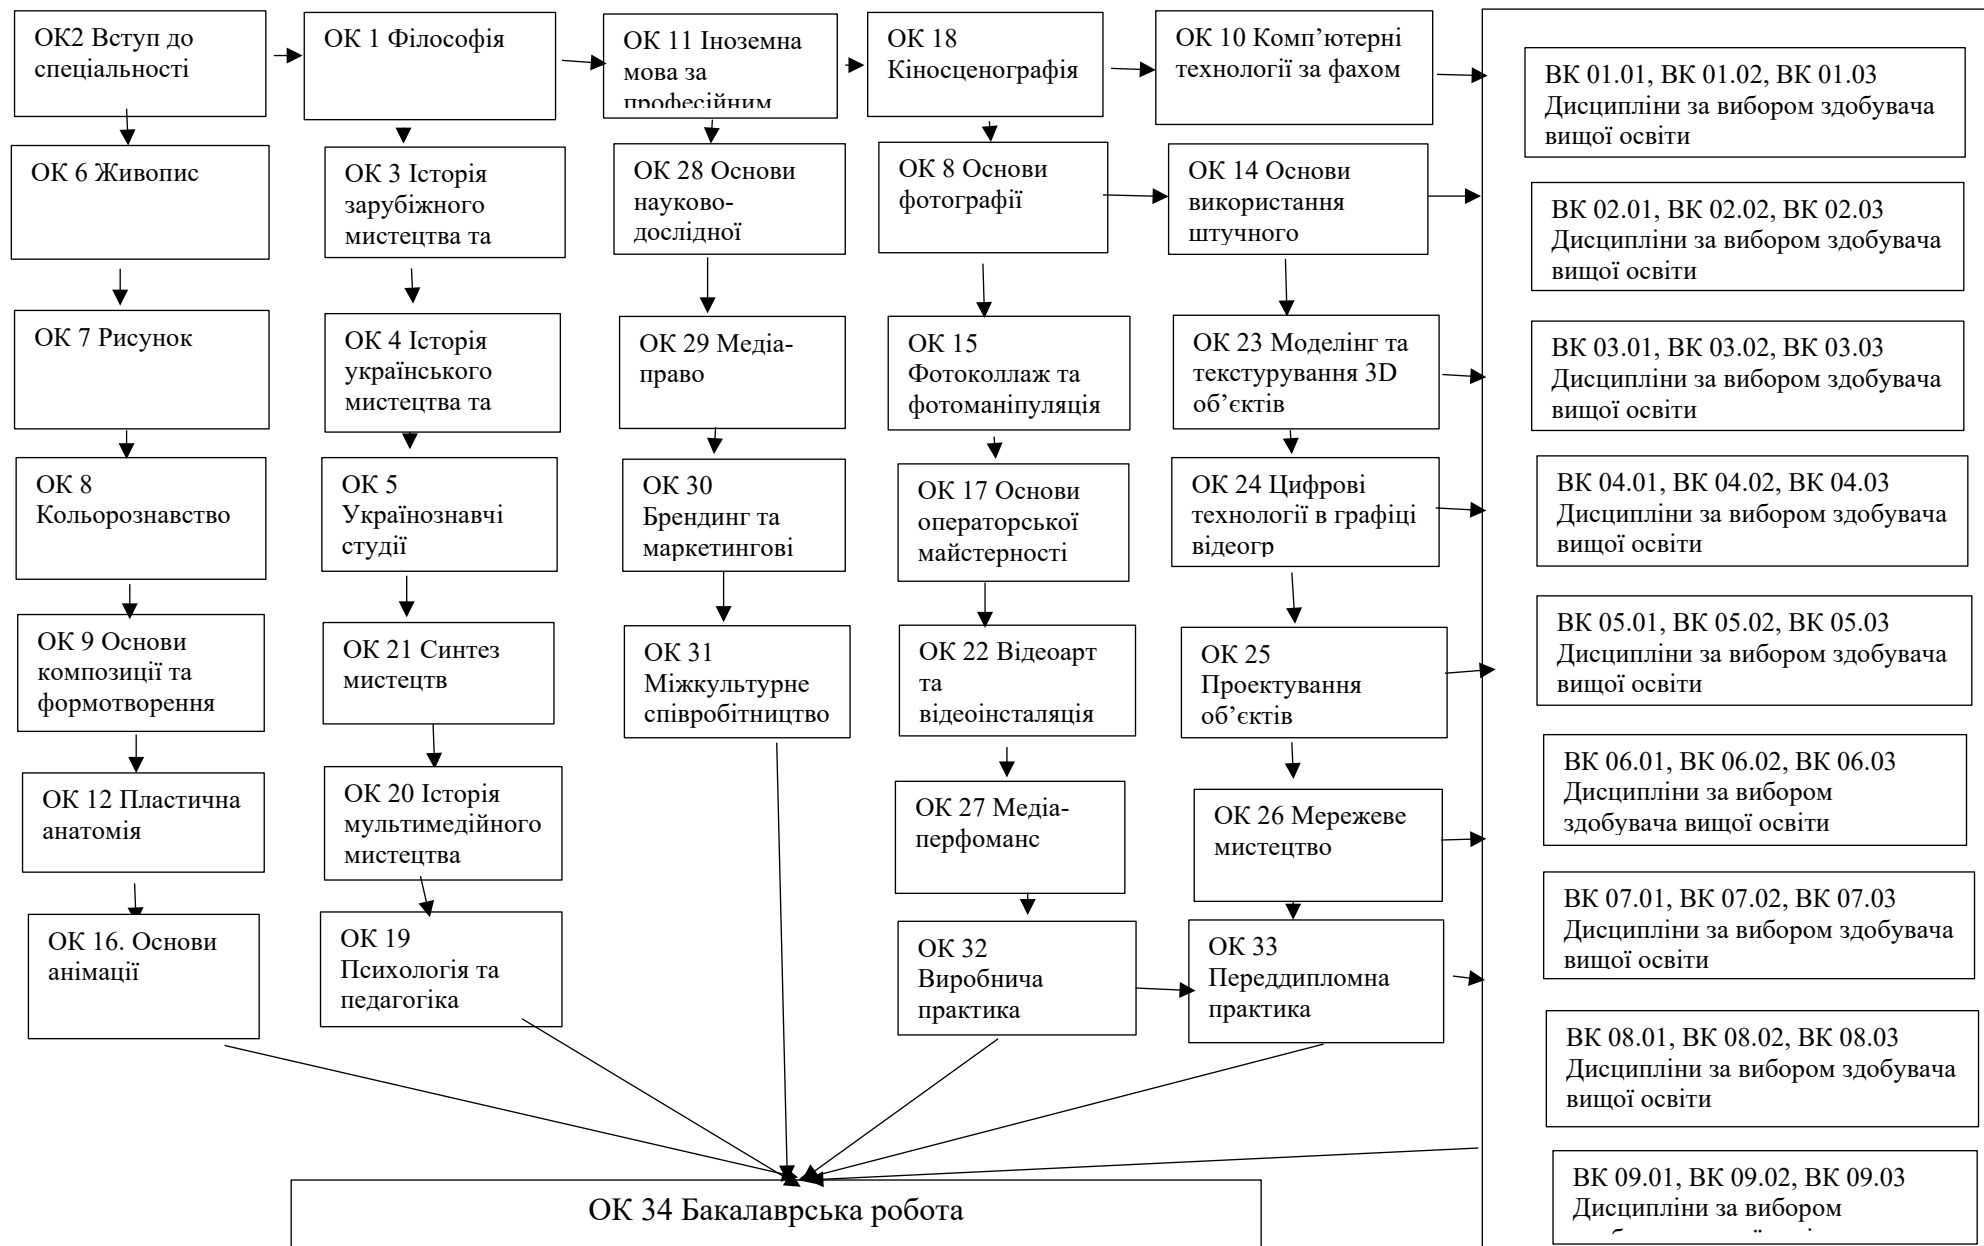 ОК2 Вступ до
спеціальності
ОК 6 Живопис
ОК 7 Рисунок
ОК 8
Кольорознавство
ОК 9 Основи
композиції та
формотворення
ОК 12 Пластична
анатомія
ОК 16. Основи
анімації
ОК 1 Філософія
ОК 3 Історія
зарубіжного
мистецтва та
ОК 4 Історія
українського
мистецтва та
ОК 5
Українознавчі
студії
ОК 21 Синтез
мистецтв
ОК 20 Історія
мультимедійного
мистецтва
ОК 19
Психологія та
педагогіка
ОК 11 Іноземна
мова за
професійним
ОК 28 Основи
науково-
дослідної
ОК 29 Медіа-
право
ОК 30
Брендинг та
маркетингові
ОК 31
Міжкультурне
співробітництво
ОК 18
Кіносценографія
ОК 8 Основи
фотографії
ОК 15
Фотоколлаж та
фотоманіпуляція
ОК 17 Основи
операторської
майстерності
ОК 22 Відеоарт
та
відеоінсталяція
ОК 27 Медіа-
перфоманс
ОК 32
Виробнича
практика
ОК 10 Комп’ютерні
технології за фахом
ОК 14 Основи
використання
штучного
ОК 23 Моделінг та
текстурування 3D
об’єктів
ОК 24 Цифрові
технології в графіці
відеогр
ОК 25
Проектування
об’єктів
ОК 26 Мережеве
мистецтво
ОК 33
Переддипломна
практика
ВК 01.01, ВК 01.02, ВК 01.03
Дисципліни за вибором здобувача
вищої освіти
ВК 02.01, ВК 02.02, ВК 02.03
Дисципліни за вибором здобувача
вищої освіти
ВК 03.01, ВК 03.02, ВК 03.03
Дисципліни за вибором здобувача
вищої освіти
ВК 04.01, ВК 04.02, ВК 04.03
Дисципліни за вибором здобувача
вищої освіти
ВК 05.01, ВК 05.02, ВК 05.03
Дисципліни за вибором здобувача
вищої освіти
ВК 06.01, ВК 06.02, ВК 06.03
Дисципліни за вибором
здобувача вищої освіти
ВК 07.01, ВК 07.02, ВК 07.03
Дисципліни за вибором здобувача
вищої освіти
ВК 08.01, ВК 08.02, ВК 08.03
Дисципліни за вибором здобувача
вищої освіти
ВК 09.01, ВК 09.02, ВК 09.03
Дисципліни за вибором
ОК 34 Бакалаврська робота